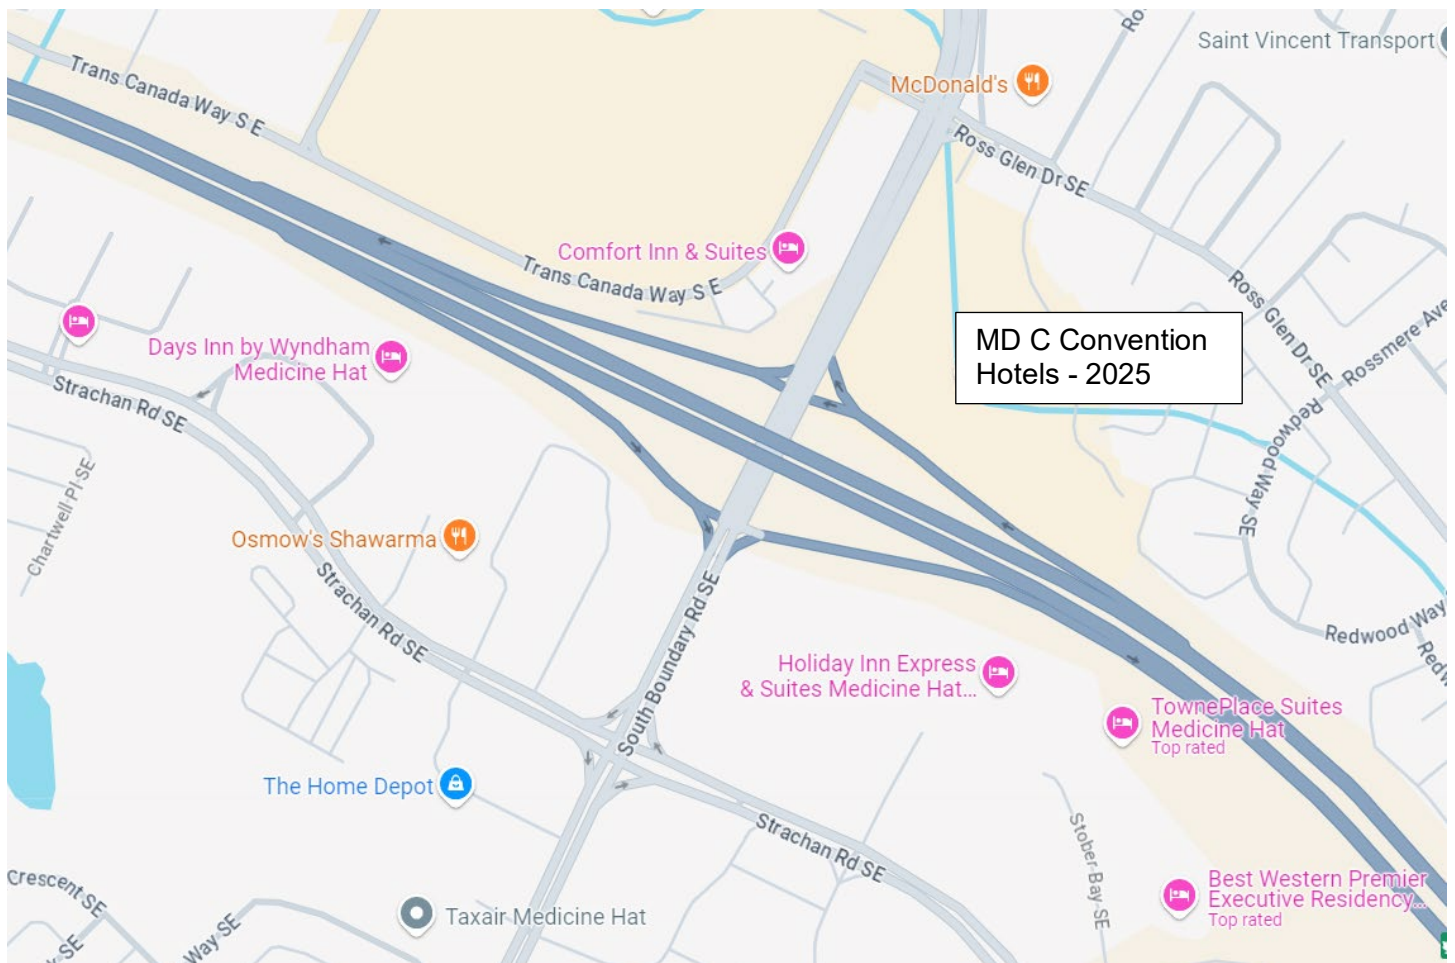 Saint Vincent Transport
McDonald's
Trans Canada Way S E
Ross Glen Dr SE
Comfort Inn & Suites
Trans Canada Way S E
Ross Glen Dr SE
Rossmere Ave
MD C Convention
Hotels - 2025
Days Inn by Wyndham
Medicine Hat
Strachan Rd SE
Redwood Way SE
Chartwell Pl SE
Osmow's Shawarma
Strachan Rd SE
South Boundary Rd SE
Redwood Way
Redw
Holiday Inn Express
& Suites Medicine Hat...
TownePlace Suites
Medicine Hat
Top rated
The Home Depot
Strachan Rd SE
Stober Bay SE
Crescent SE
Best Western Premier
Executive Residency...
Top rated
Taxair Medicine Hat
Way SE